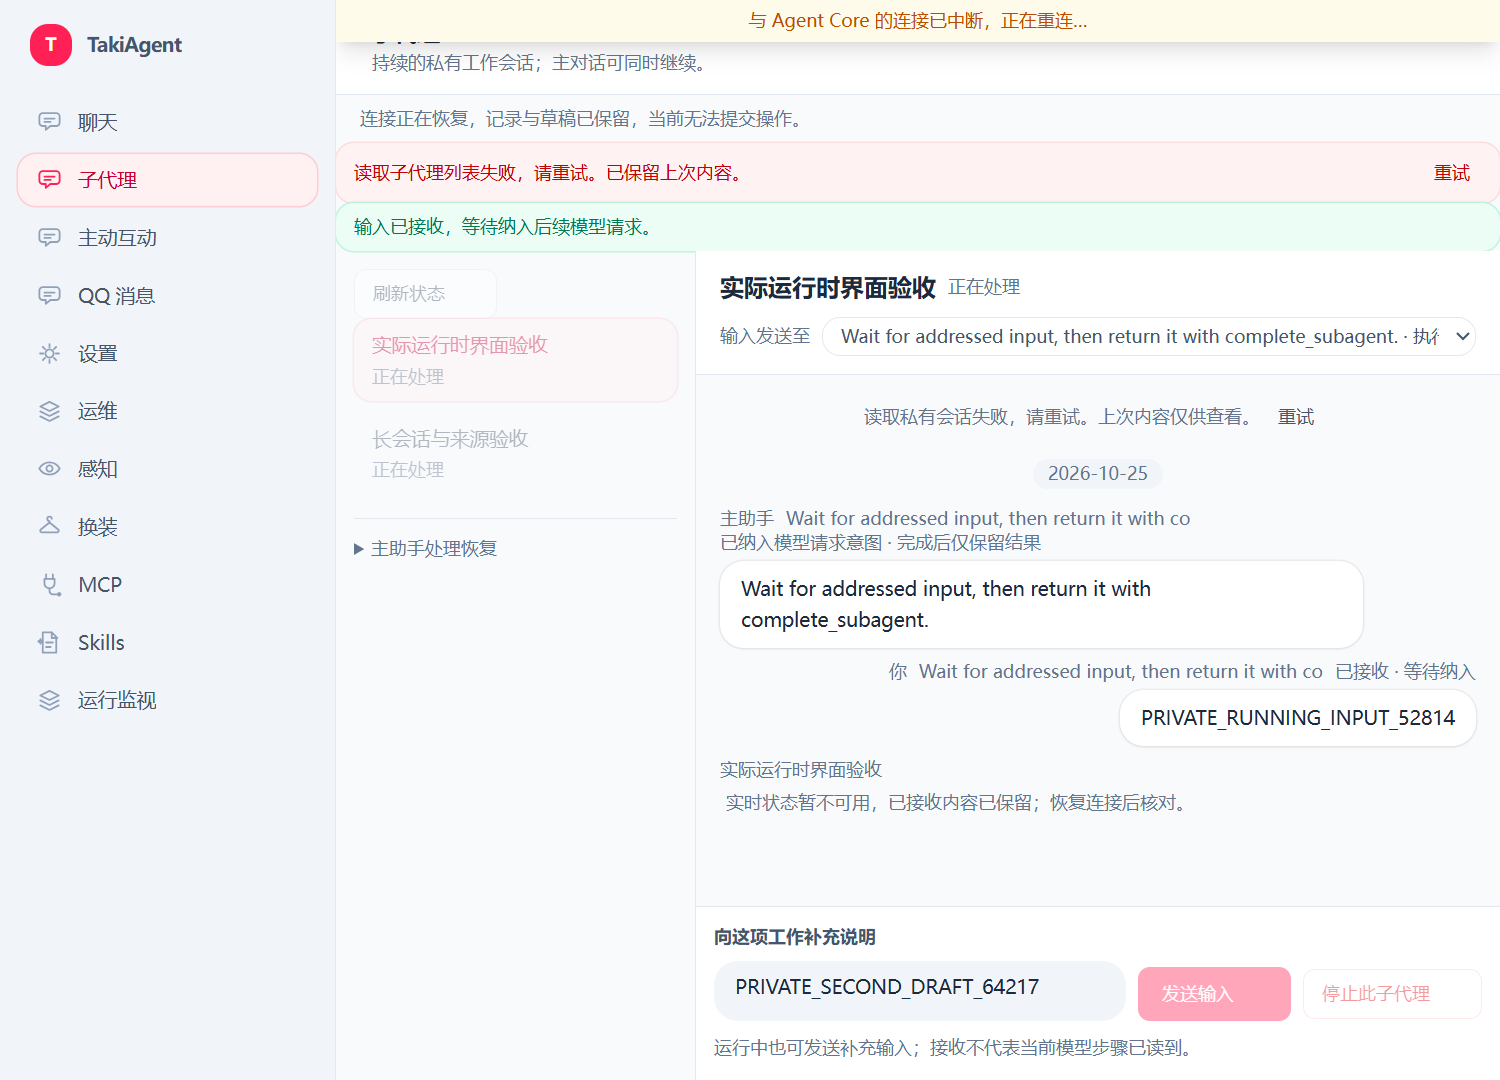 与 Agent Core 的连接已中断，正在重连...
T TakiAgent
聊天
子代理
主动互动
QQ 消息
设置
运维
感知
换装
MCP
Skills
运行监视
持续的私有工作会话；主对话可同时继续。
连接正在恢复，记录与草稿已保留，当前无法提交操作。
读取子代理列表失败，请重试。已保留上次内容。 重试
输入已接收，等待纳入后续模型请求。
刷新状态
实际运行时界面验收
正在处理
长会话与来源验收
正在处理
主助手处理恢复
实际运行时界面验收 正在处理
输入发送至 Wait for addressed input, then return it with complete_subagent. · 执行
读取私有会话失败，请重试。上次内容仅供查看。 重试
2026-10-25
主助手 Wait for addressed input, then return it with co
已纳入模型请求意图 · 完成后仅保留结果
Wait for addressed input, then return it with
complete_subagent.
你 Wait for addressed input, then return it with co 已接收 · 等待纳入
PRIVATE_RUNNING_INPUT_52814
实际运行时界面验收
实时状态暂不可用，已接收内容已保留；恢复连接后核对。
向这项工作补充说明
PRIVATE_SECOND_DRAFT_64217
发送输入
停止此子代理
运行中也可发送补充输入；接收不代表当前模型步骤已读到。